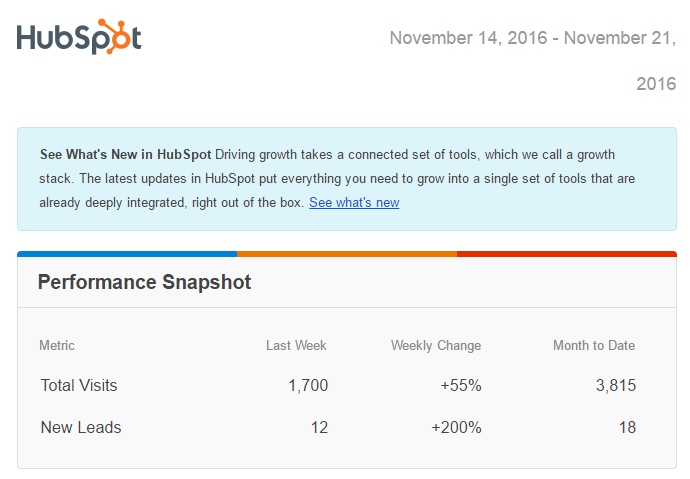 HubSpot
November 14, 2016 - November 21,
2016
See What's New in HubSpot Driving growth takes a connected set of tools, which we call a growth
stack. The latest updates in HubSpot put everything you need to grow into a single set of tools that are
already deeply integrated, right out of the box. See what's new
Performance Snapshot
Metric Last Week Weekly Change Month to Date
Total Visits 1,700 +55% 3,815
New Leads 12 +200% 18